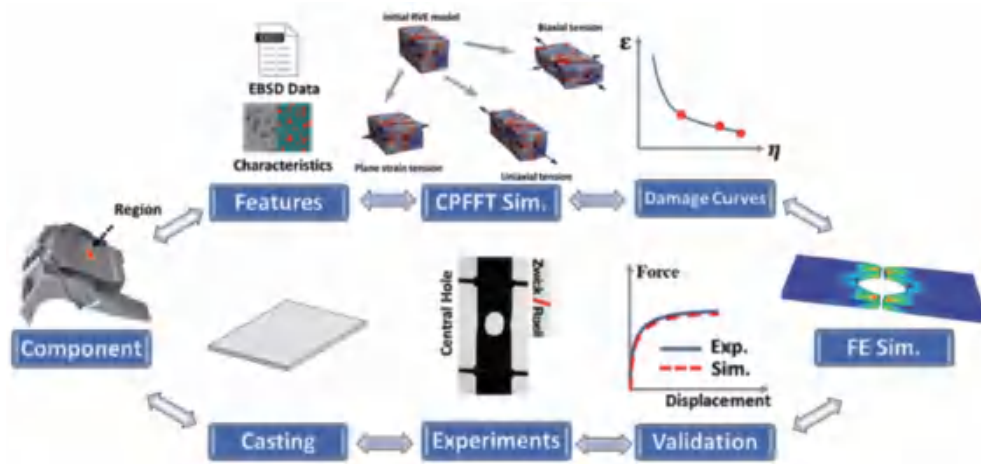 Initial RVE model
Biaxial tension
ε
EBSD Data
η
Characteristics
Plane strain tension
Uniaxial tension
Features
CPFFT Sim.
Damage Curves
Region
Central Hole
Zwick / Roell
Force
Exp.
Sim.
Displacement
Component
FE Sim.
Casting
Experiments
Validation